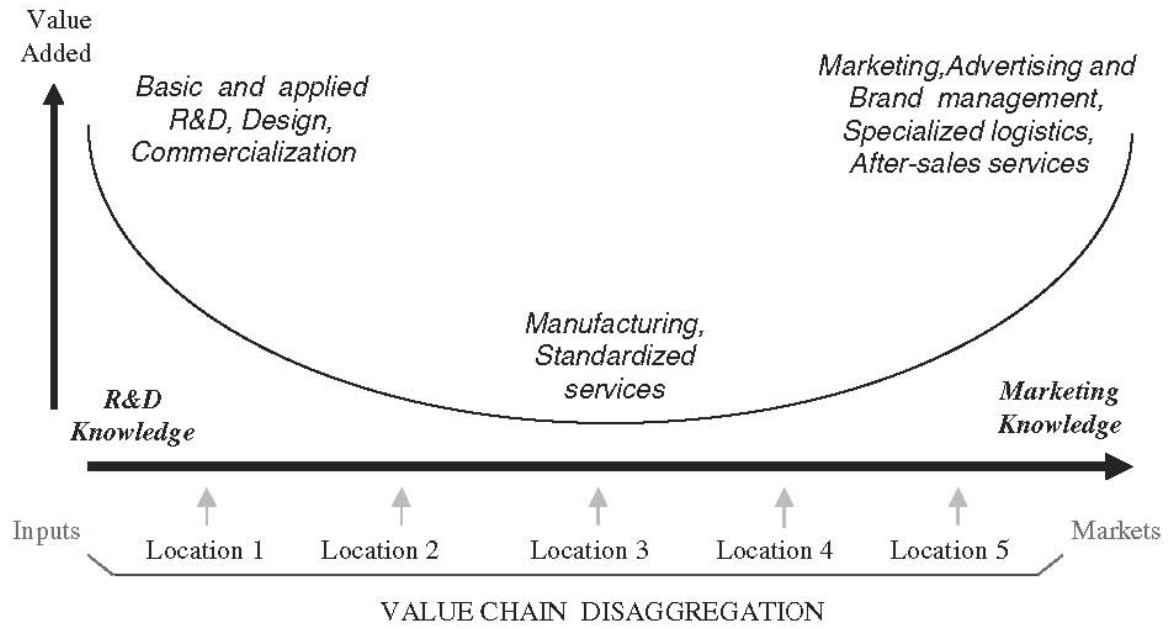 Value
Added
Basic and applied
R&D, Design,
Commercialization
Marketing,Advertising and
Brand management,
Specialized logistics,
After-sales services
Manufacturing,
Standardized
services
R&D
Knowledge
Marketing
Knowledge
Inputs
Location 1
Location 2
Location 3
Location 4
Location 5
Markets
VALUE CHAIN DISAGGREGATION